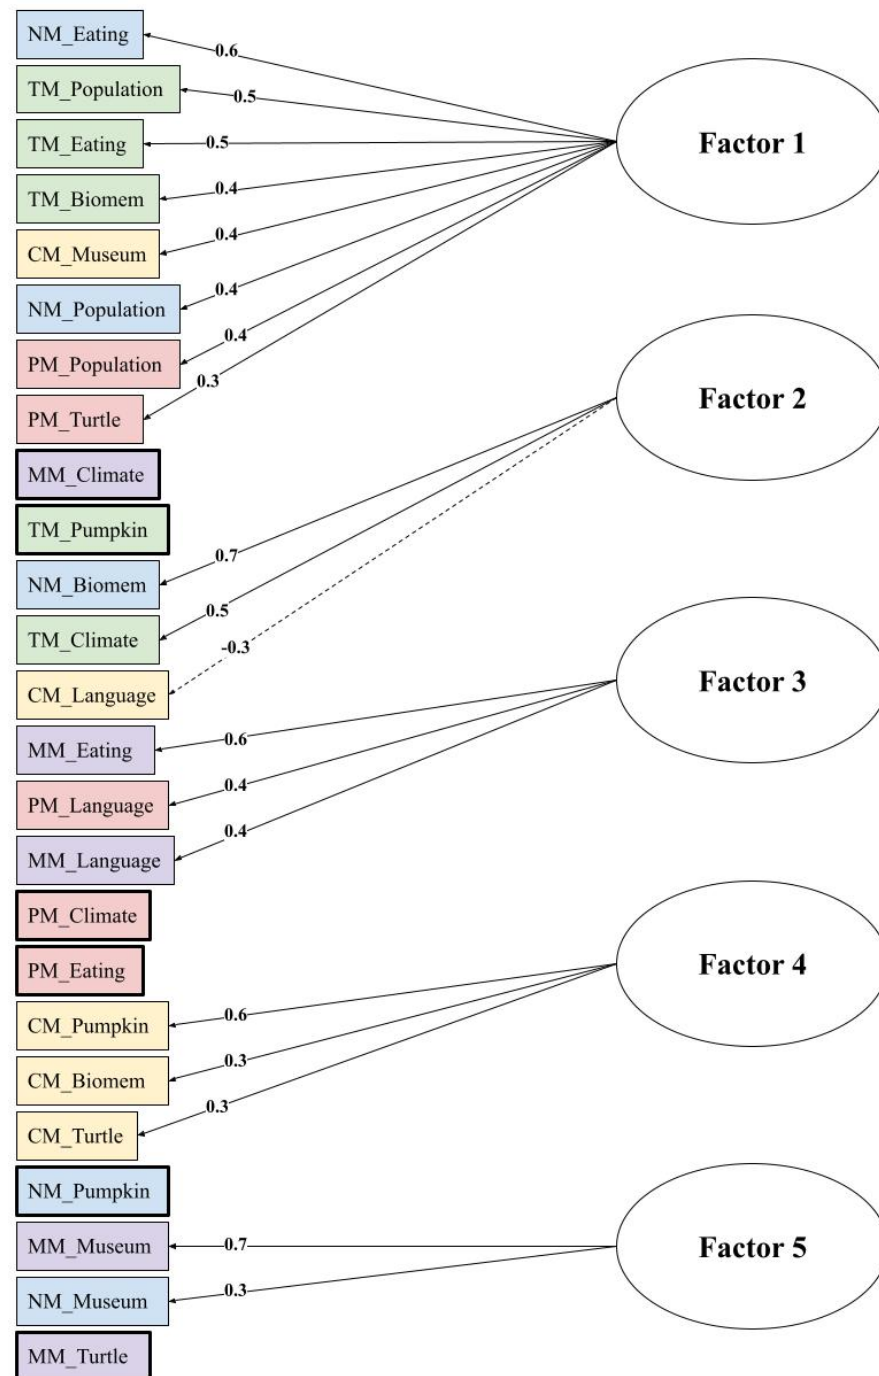 NM_Eating
0.6
TM_Population
0.5
Factor 1
TM_Eating
0.5
TM_Biomem
0.4
CM_Museum
0.4
NM_Population
0.4
PM_Population
0.4
PM_Turtle
0.3
Factor 2
MM_Climate
TM_Pumpkin
NM_Biomem
0.7
TM_Climate
0.5
CM_Language
-0.3
Factor 3
MM_Eating
0.6
PM_Language
0.4
MM_Language
0.4
PM_Climate
PM_Eating
Factor 4
CM_Pumpkin
0.6
CM_Biomem
0.3
CM_Turtle
0.3
NM_Pumpkin
MM_Museum
0.7
Factor 5
NM_Museum
0.3
MM_Turtle